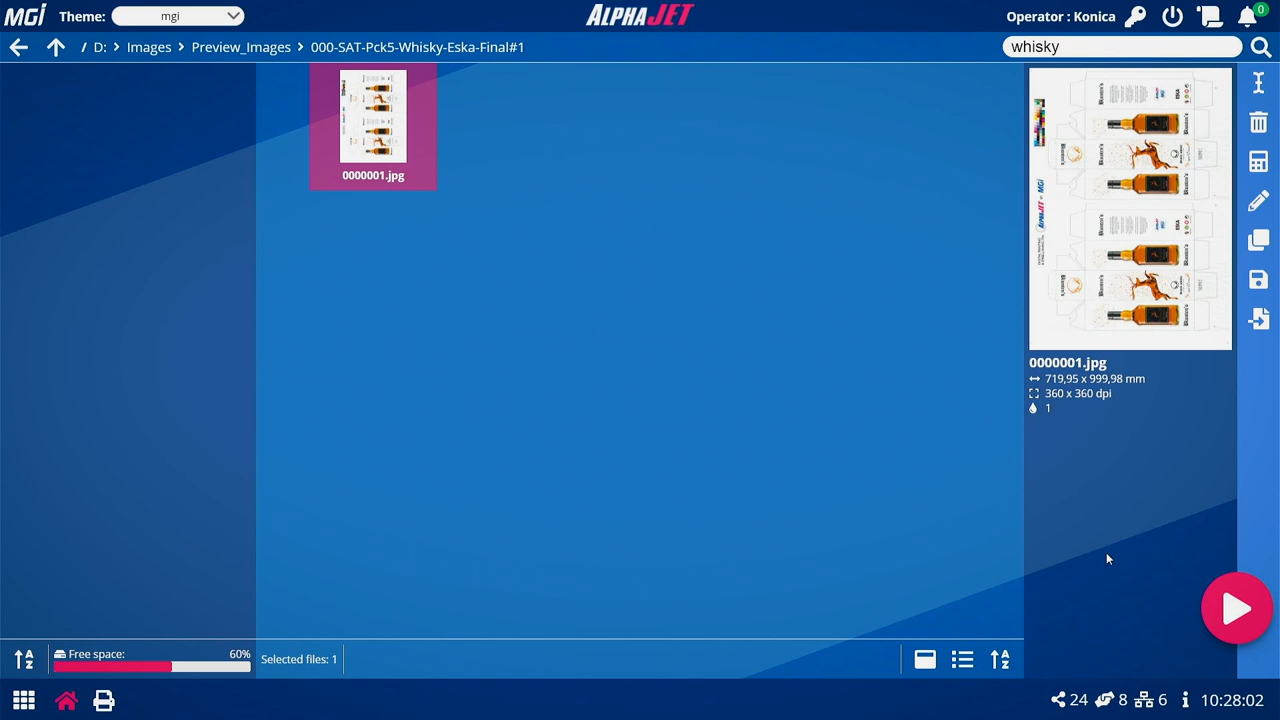 MGI Theme: mgi ALPHAJET Operator : Konica 0
/ D: > Images > Preview_Images > 000-SAT-Pck5-Whisky-Eska-Final#1 whisky
0000001.jpg
0000001.jpg
719,95 x 999,98 mm
360 x 360 dpi
1
Free space: 60% Selected files: 1
24 8 6 10:28:02